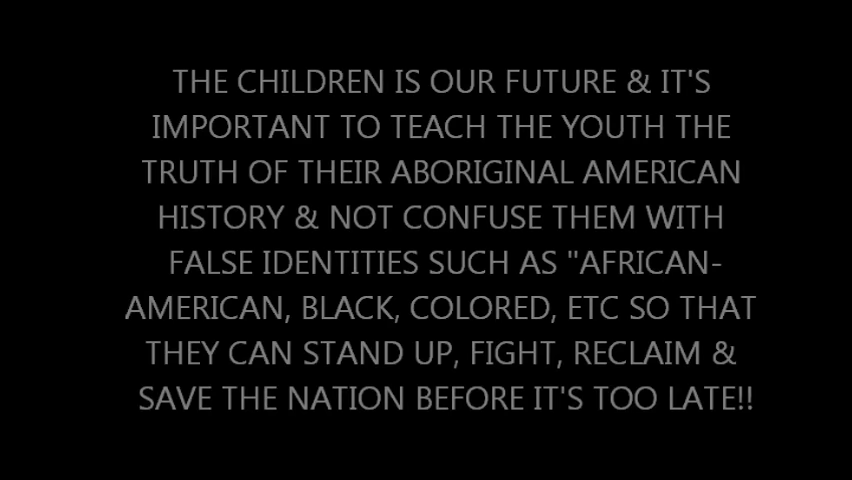 THE CHILDREN IS OUR FUTURE & IT'S
IMPORTANT TO TEACH THE YOUTH THE
TRUTH OF THEIR ABORIGINAL AMERICAN
HISTORY & NOT CONFUSE THEM WITH
FALSE IDENTITIES SUCH AS "AFRICAN-
AMERICAN, BLACK, COLORED, ETC SO THAT
THEY CAN STAND UP, FIGHT, RECLAIM &
SAVE THE NATION BEFORE IT'S TOO LATE!!